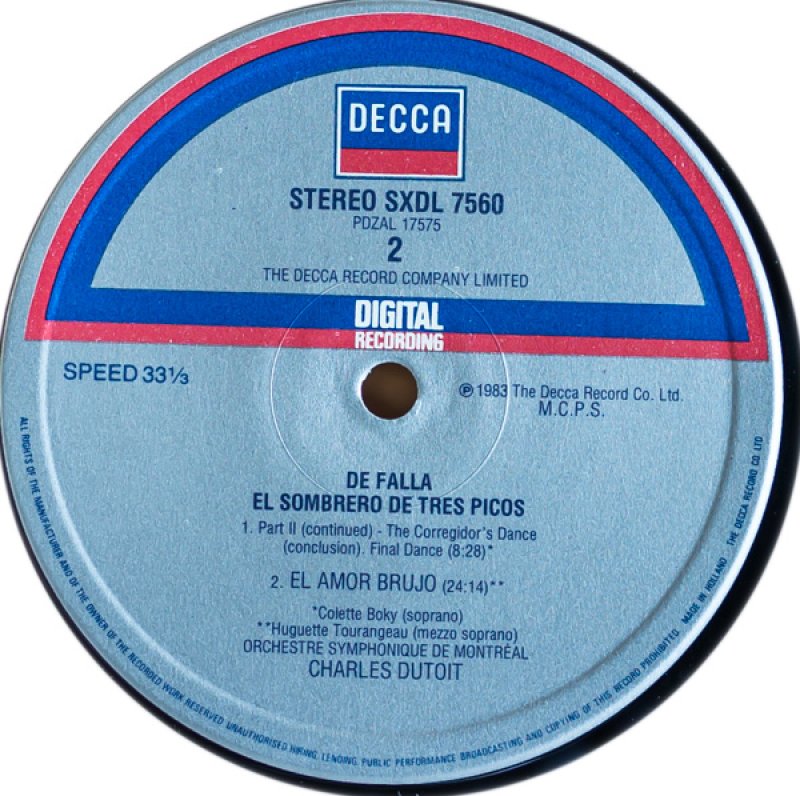 DECCA
STEREO SXDL 7560
PDZAL 17575
2
THE DECCA RECORD COMPANY LIMITED
DIGITAL
RECORDING
SPEED 33⅓
℗ 1983 The Decca Record Co. Ltd.
M.C.P.S.
DE FALLA
EL SOMBRERO DE TRES PICOS
1. Part II (continued) - The Corregidor's Dance
(conclusion). Final Dance (8:28)*
2. EL AMOR BRUJO (24:14)**
*Colette Boky (soprano)
**Huguette Tourangeau (mezzo soprano)
ORCHESTRE SYMPHONIQUE DE MONTRÉAL
CHARLES DUTOIT
ALL RIGHTS OF THE MANUFACTURER AND OF THE OWNER OF THE RECORDED WORK RESERVED UNAUTHORISED HIRING, LENDING, PUBLIC PERFORMANCE BROADCASTING AND COPYING OF THIS RECORD PROHIBITED. MADE IN HOLLAND THE DECCA RECORD CO LTD